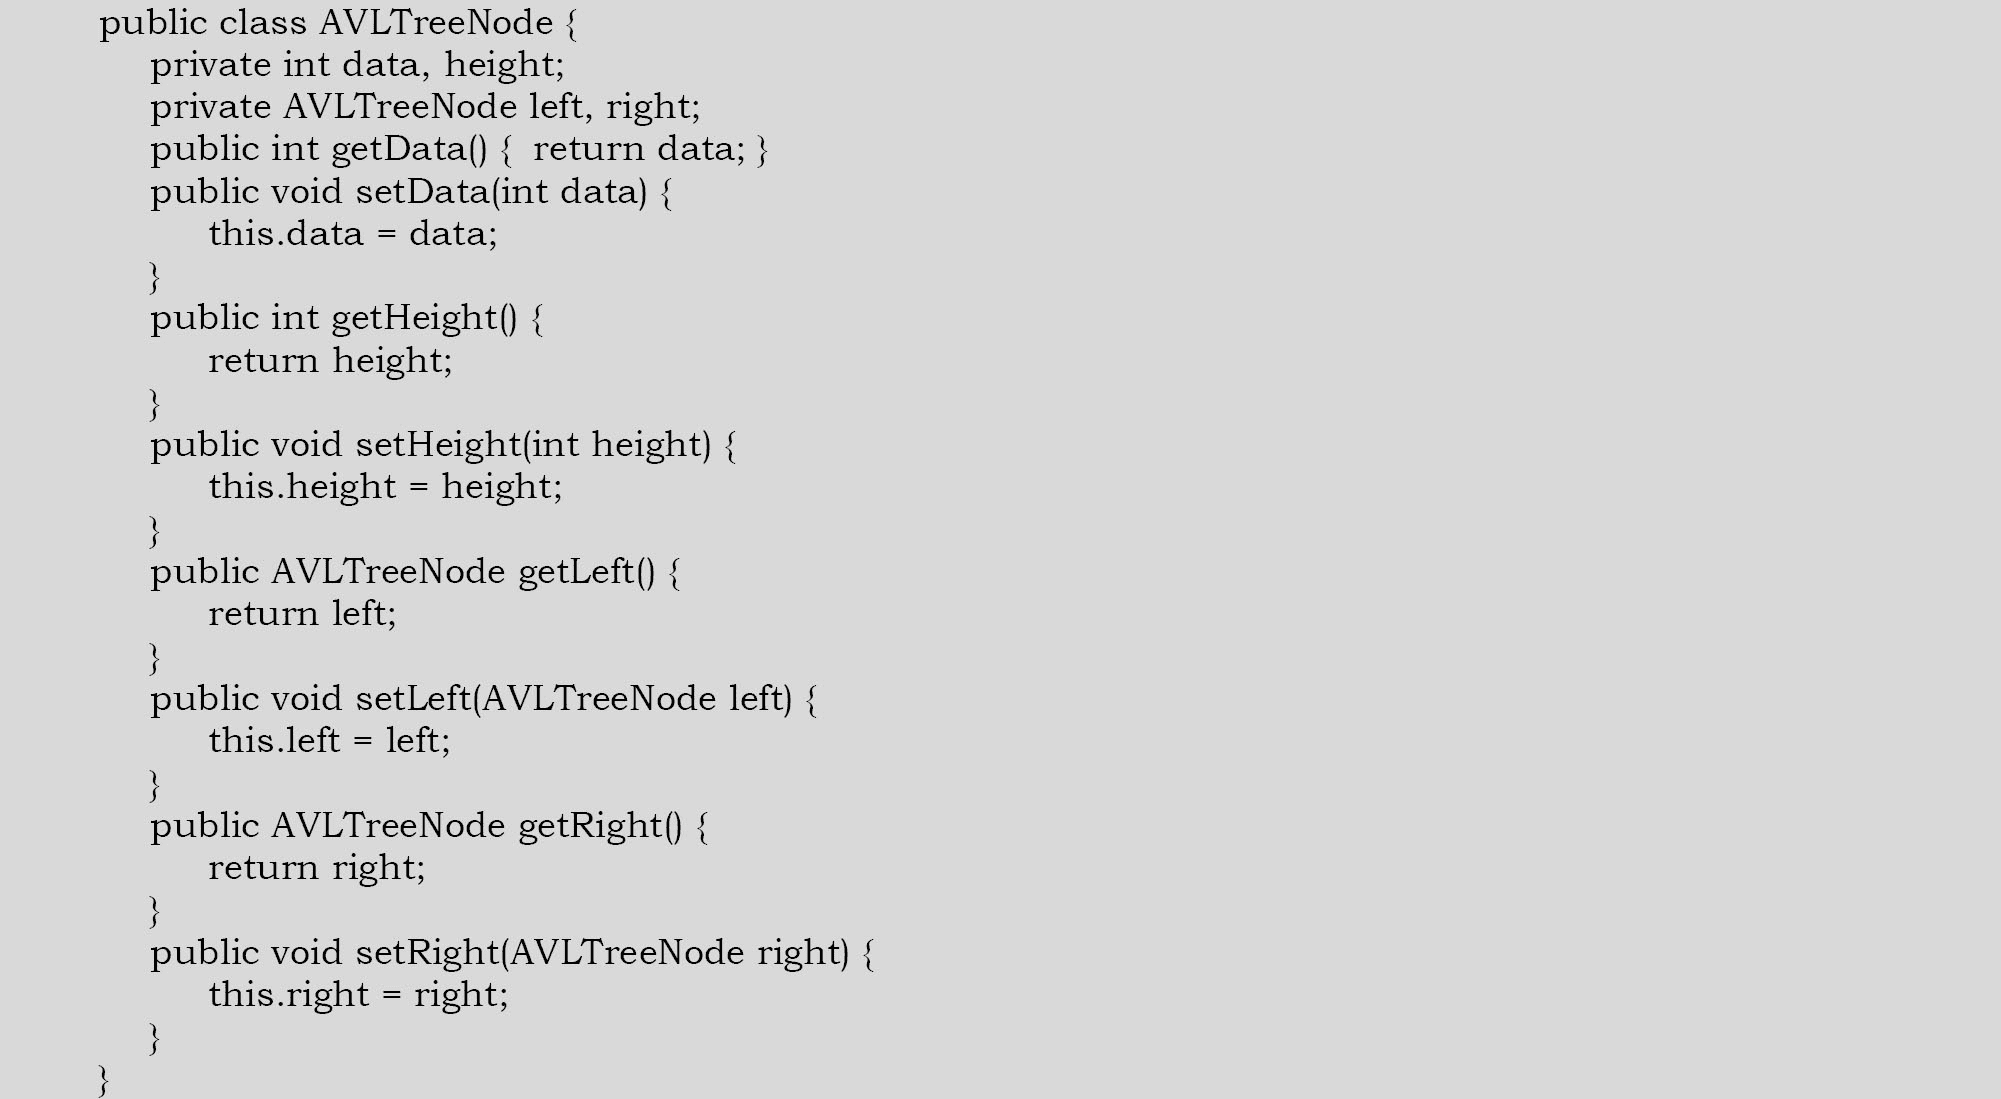 public class AVLTreeNode {
private int data, height;
private AVLTreeNode left, right;
public int getData() {  return data; }
public void setData(int data) {
this.data = data;
}
public int getHeight() {
return height;
}
public void setHeight(int height) {
this.height = height;
}
public AVLTreeNode getLeft() {
return left;
}
public void setLeft(AVLTreeNode left) {
this.left = left;
}
public AVLTreeNode getRight() {
return right;
}
public void setRight(AVLTreeNode right) {
this.right = right;
}
}